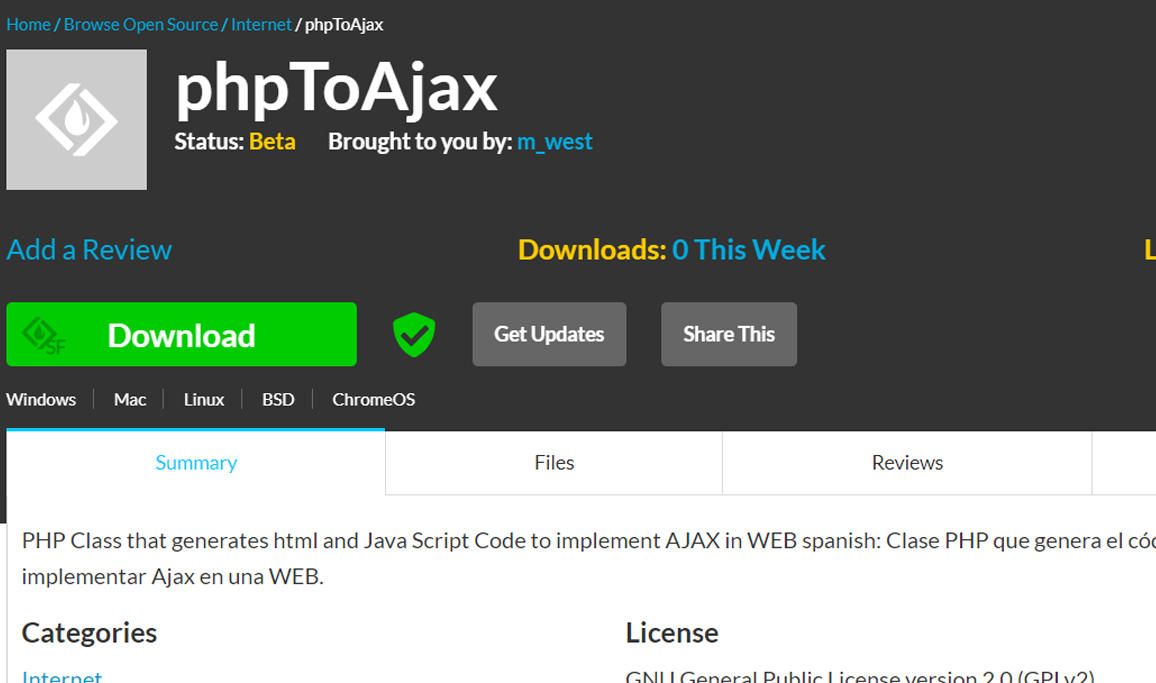 Home / Browse Open Source / Internet / phpToAjax
phpToAjax
Status: Beta Brought to you by: m_west
Add a Review Downloads: 0 This Week
SF Download Get Updates Share This
Windows Mac Linux BSD ChromeOS
Summary Files Reviews
PHP Class that generates html and Java Script Code to implement AJAX in WEB spanish: Clase PHP que genera el
implementar Ajax en una WEB.
Categories License
Internet GNU General Public License version 2.0 (GPLv2)